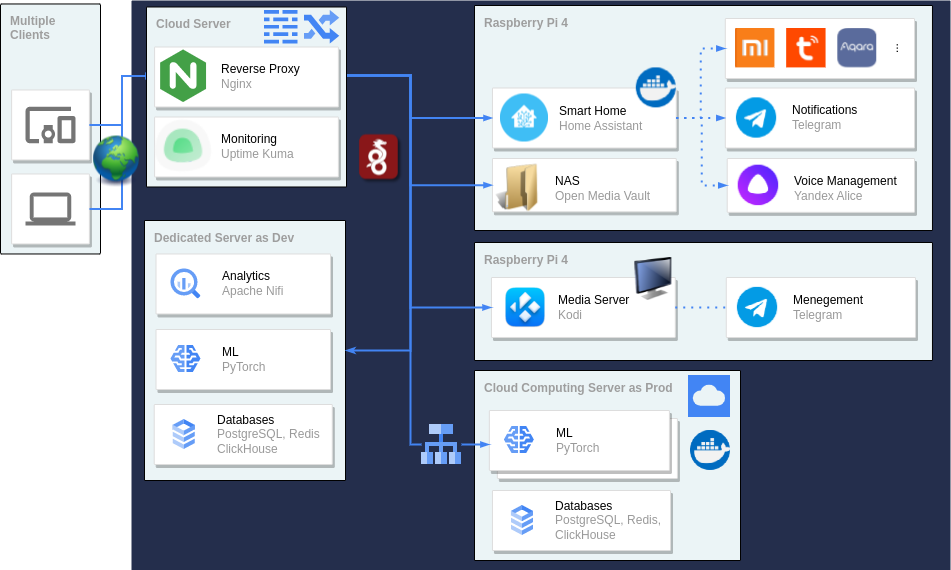 Multiple
Clients
Cloud Server
Reverse Proxy
Nginx
Monitoring
Uptime Kuma
Dedicated Server as Dev
Analytics
Apache Nifi
ML
PyTorch
Databases
PostgreSQL, Redis
ClickHouse
Raspberry Pi 4
Smart Home
Home Assistant
NAS
Open Media Vault
Aqara
Notifications
Telegram
Voice Management
Yandex Alice
Raspberry Pi 4
Media Server
Kodi
Menegement
Telegram
Cloud Computing Server as Prod
ML
PyTorch
Databases
PostgreSQL, Redis,
ClickHouse